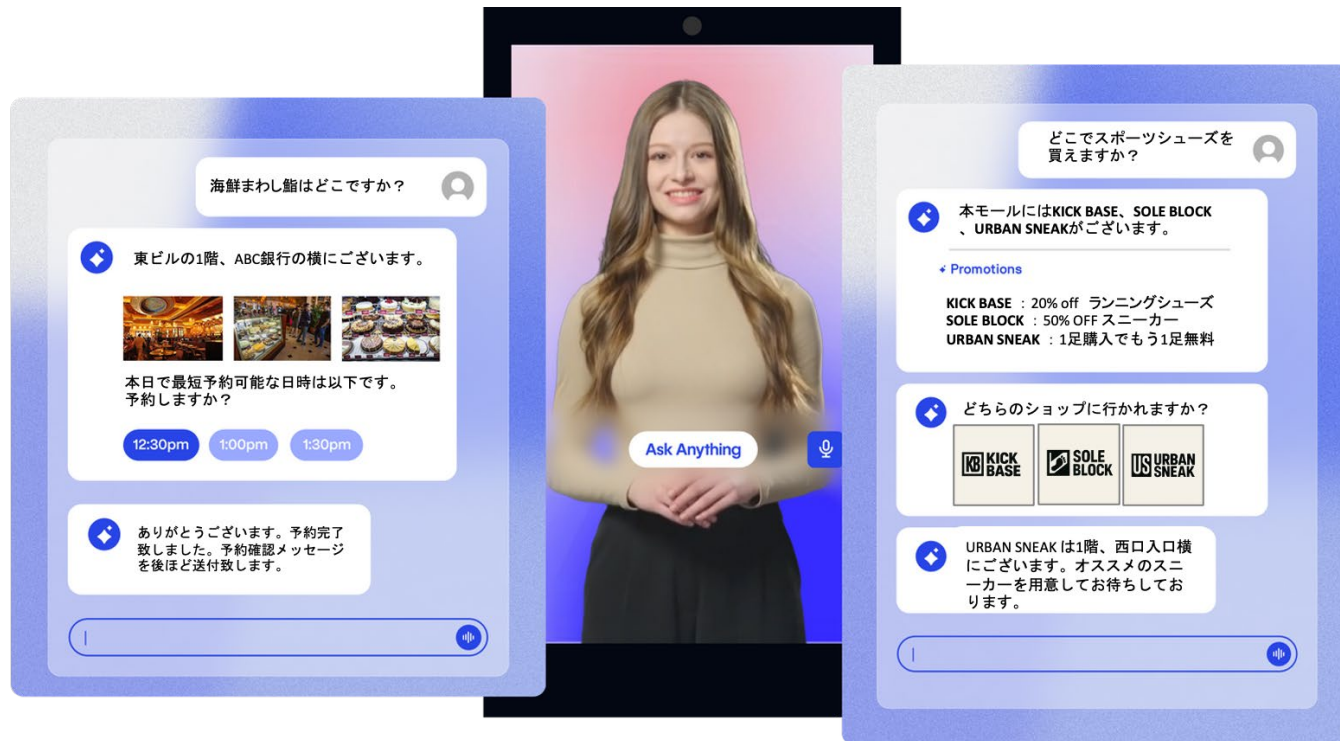 海鮮まわし鮨はどこですか？
東ビルの1階、ABC銀行の横にございます。
本日で最短予約可能な日時は以下です。
予約しますか？
12:30pm
1:00pm
1:30pm
ありがとうございます。予約完了
致しました。予約確認メッセージ
を後ほど送付致します。
Ask Anything
どこでスポーツシューズを
買えますか？
本モールにはKICK BASE、SOLE BLOCK
、URBAN SNEAKがございます。
Promotions
KICK BASE ：20% off ランニングシューズ
SOLE BLOCK ：50% OFF スニーカー
URBAN SNEAK ：1足購入でもう1足無料
どちらのショップに行かれますか？
KB KICK
BASE
SOLE
BLOCK
US URBAN
SNEAK
URBAN SNEAK は1階、西口入口横
にございます。オススメのスニ
ーカーを用意してお待ちしてお
ります。